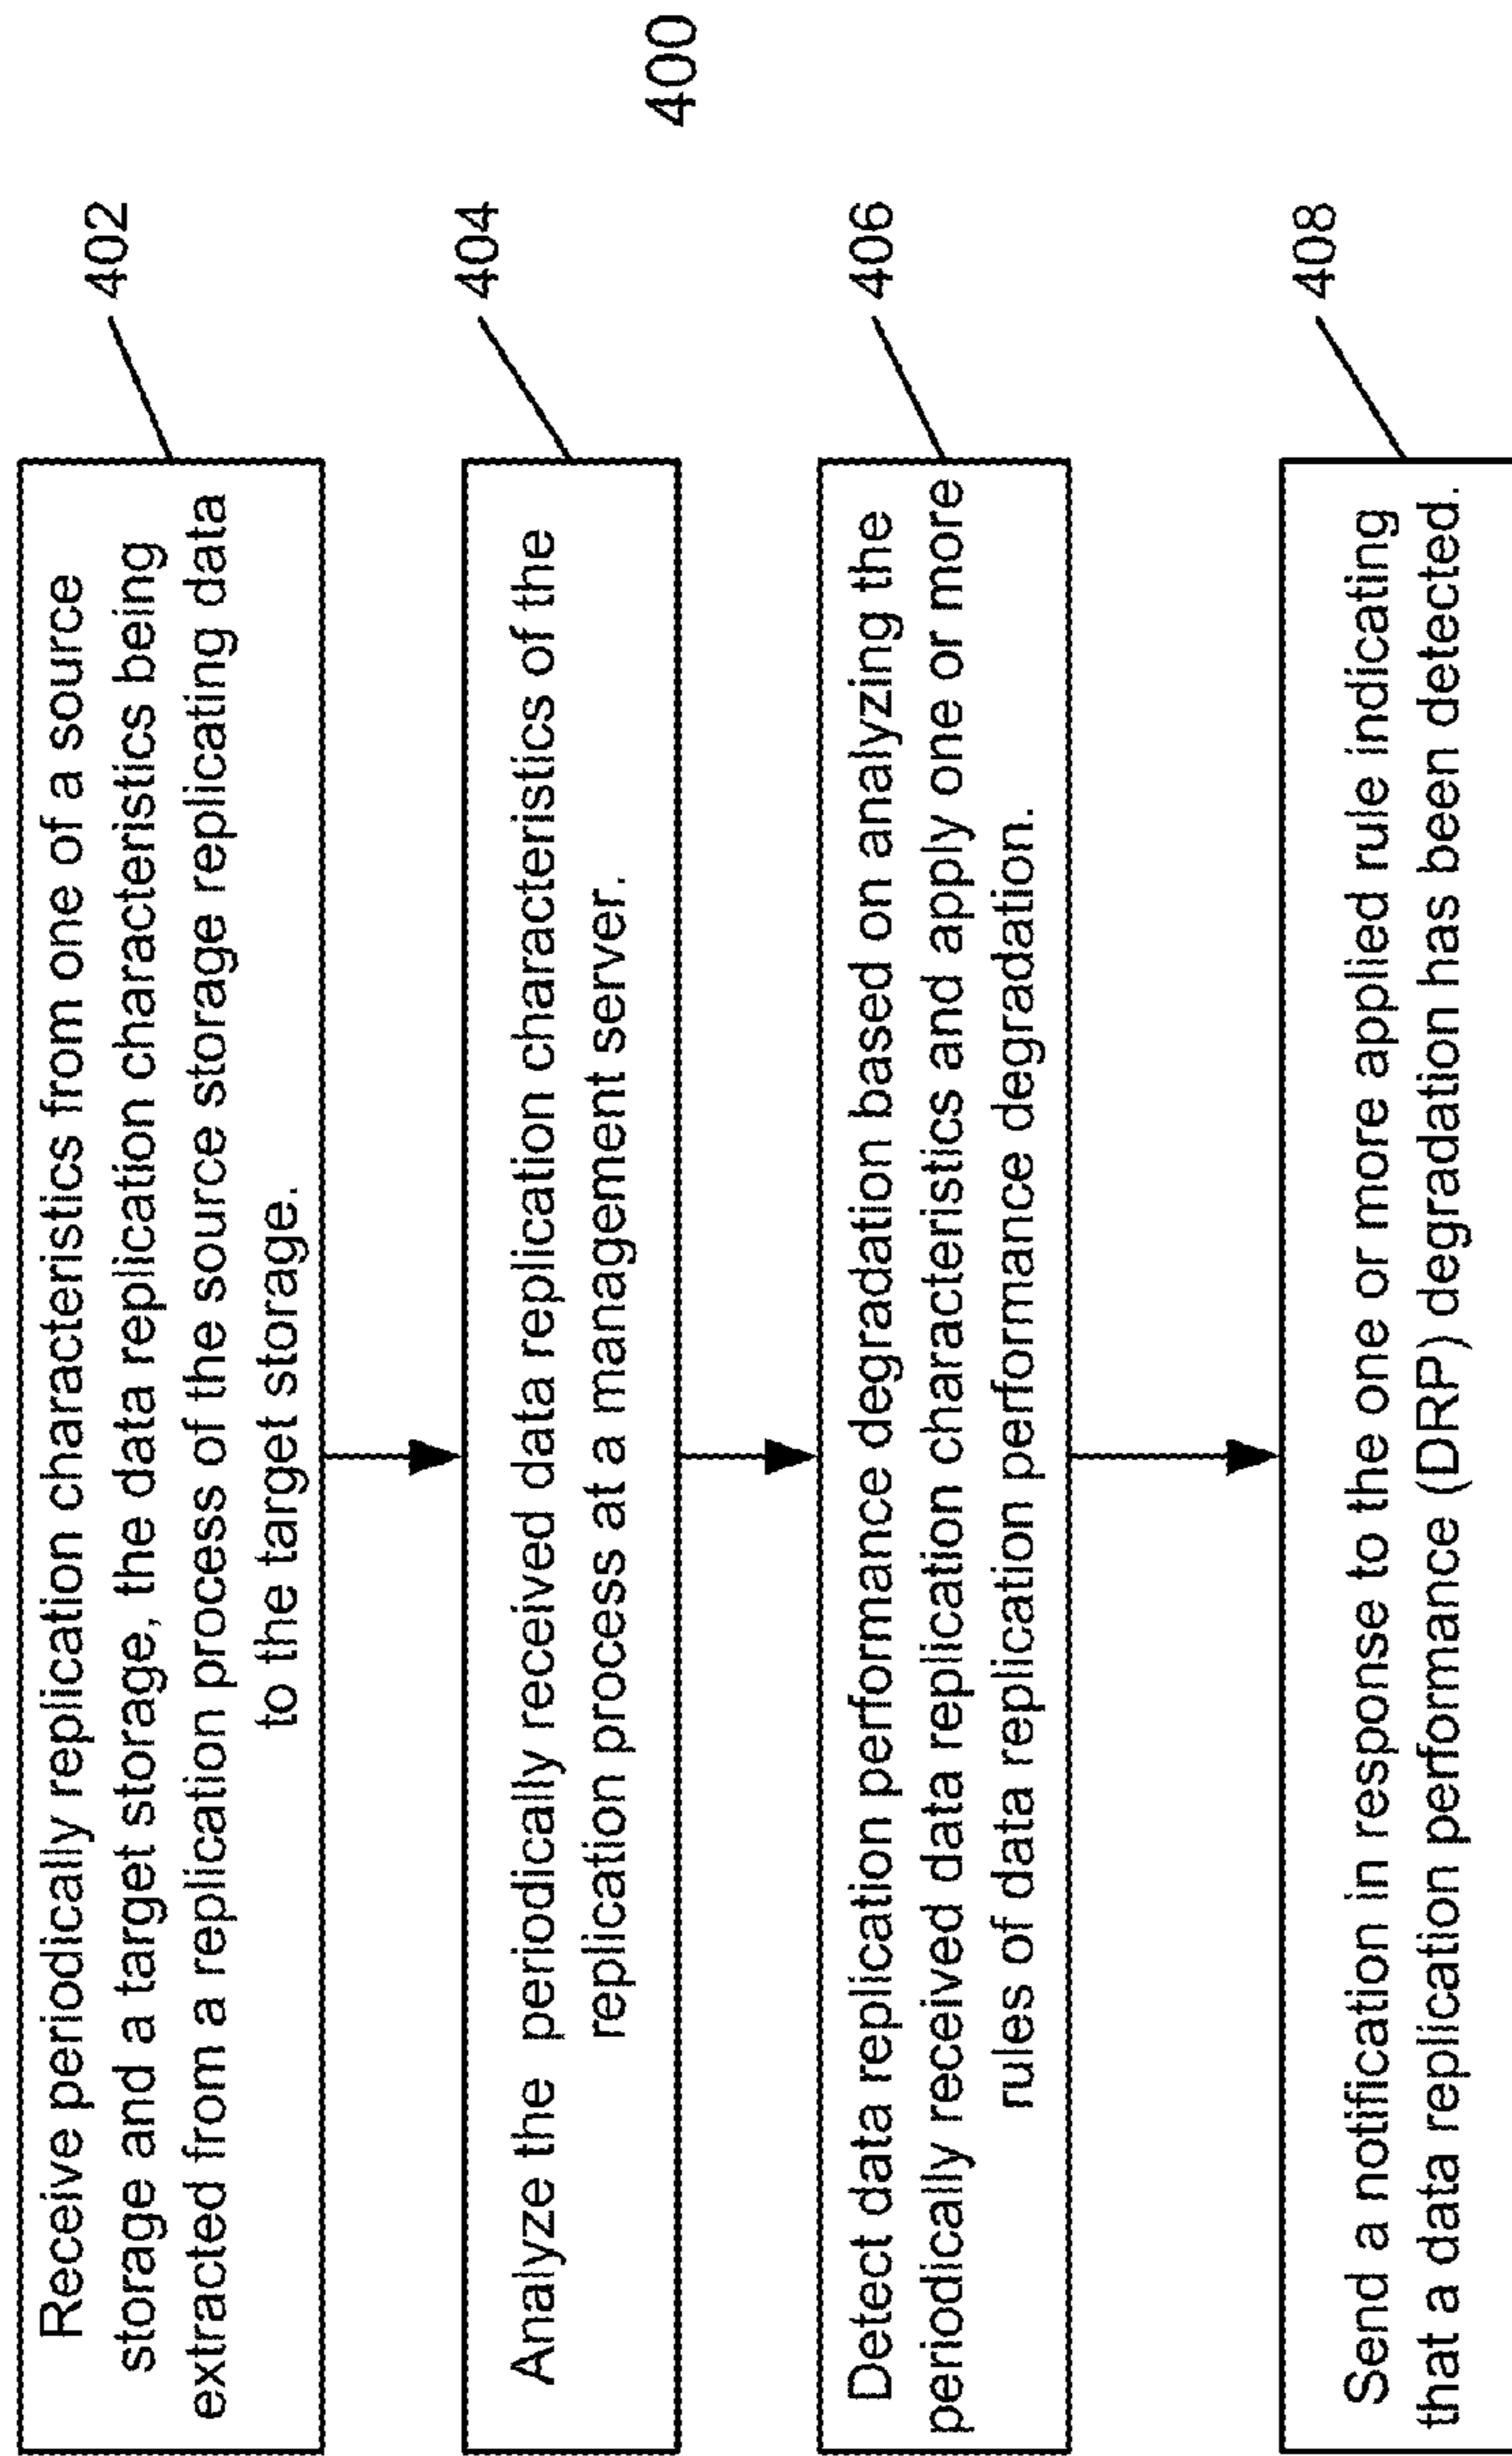 Receive periodically replication characteristics from one of a source
storage and a target storage, the data replication characteristics being
extracted from a replication process of the source storage replicating data
to the target storage.
402
Analyze the periodically received data replication characteristics of the
replication process at a management server.
404
Detect data replication performance degradation based on analyzing the
periodically received data replication characteristics and apply one or more
rules of data replication performance degradation.
406
Send a notification in response to the one or more applied rule indicating
that a data replication performance (DRP) degradation has been detected.
408
400